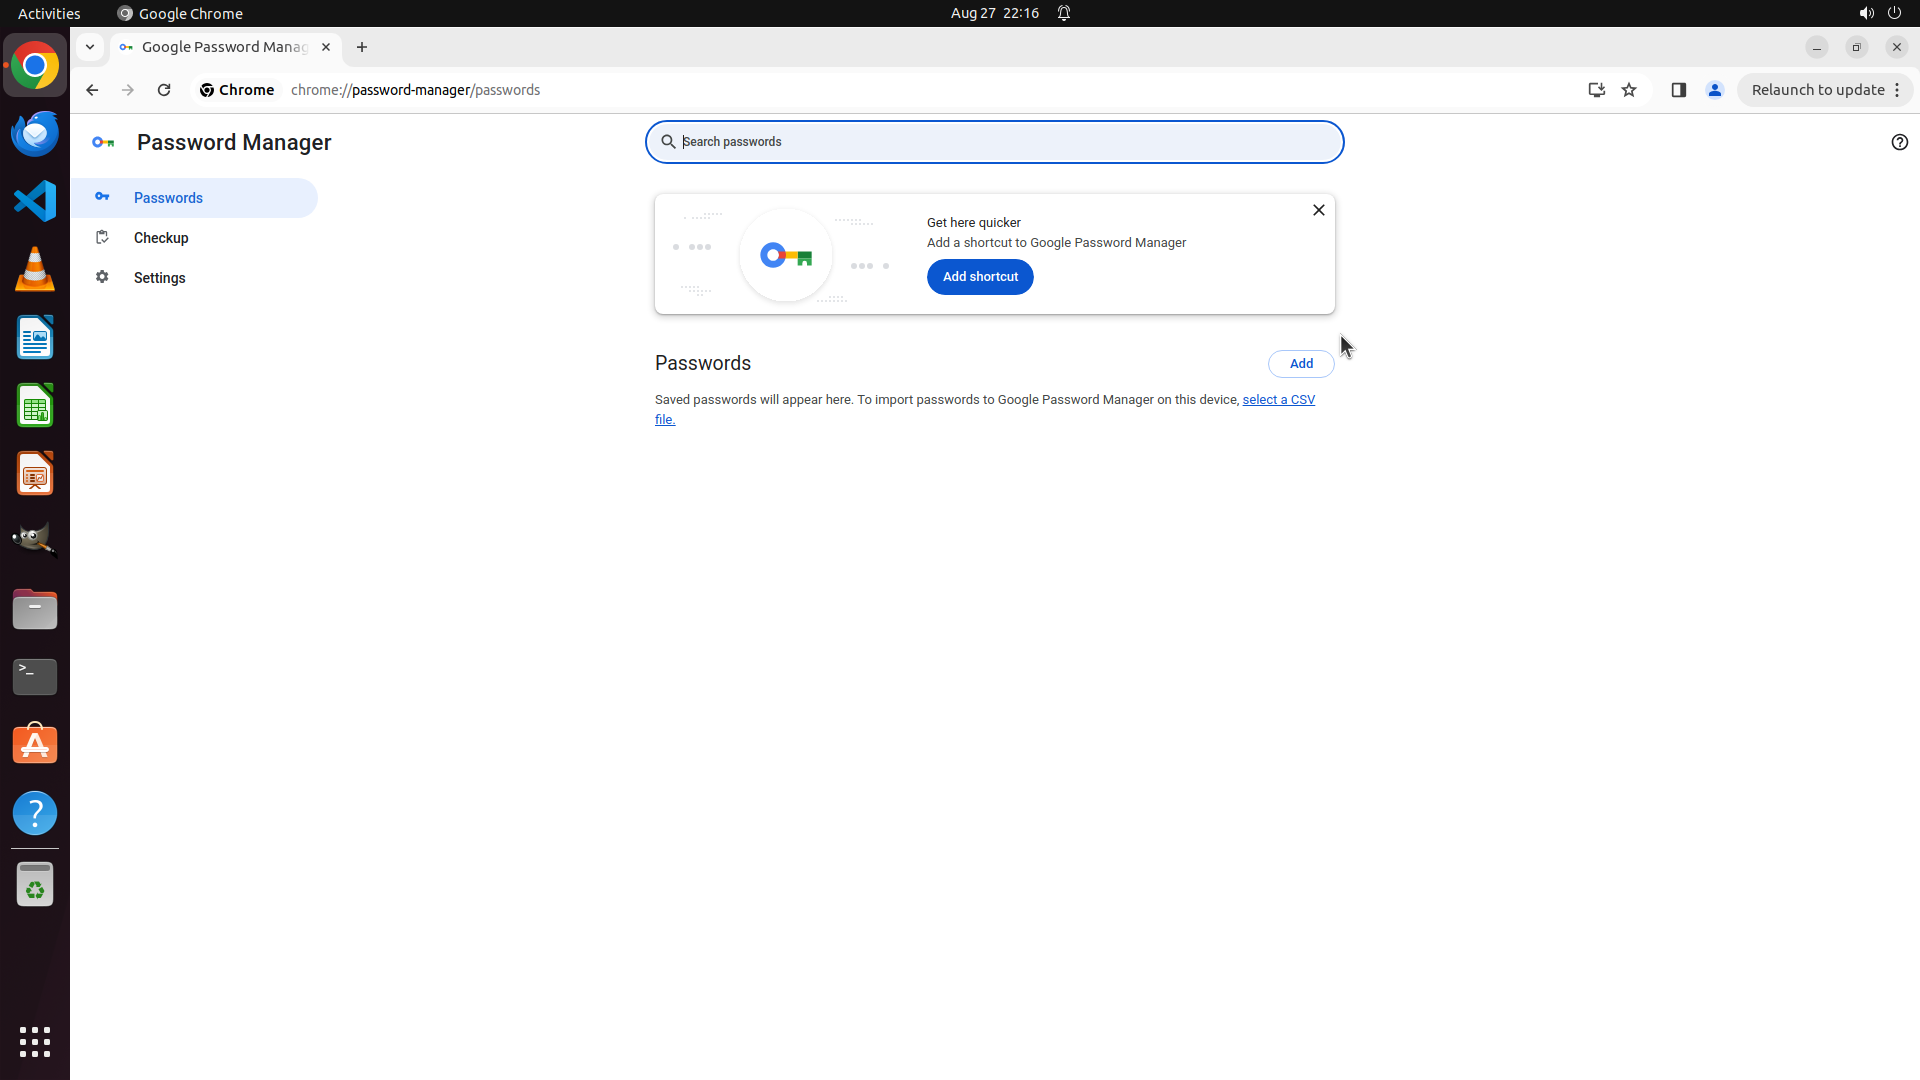 Activities
Google Chrome
Aug 27 22:16
Google Password Manag
Chrome
chrome://password-manager/passwords
Relaunch to update
Password Manager
Search passwords
Passwords
Checkup
Settings
Get here quicker
Add a shortcut to Google Password Manager
Add shortcut
Passwords
Add
Saved passwords will appear here. To import passwords to Google Password Manager on this device, select a CSV
file.